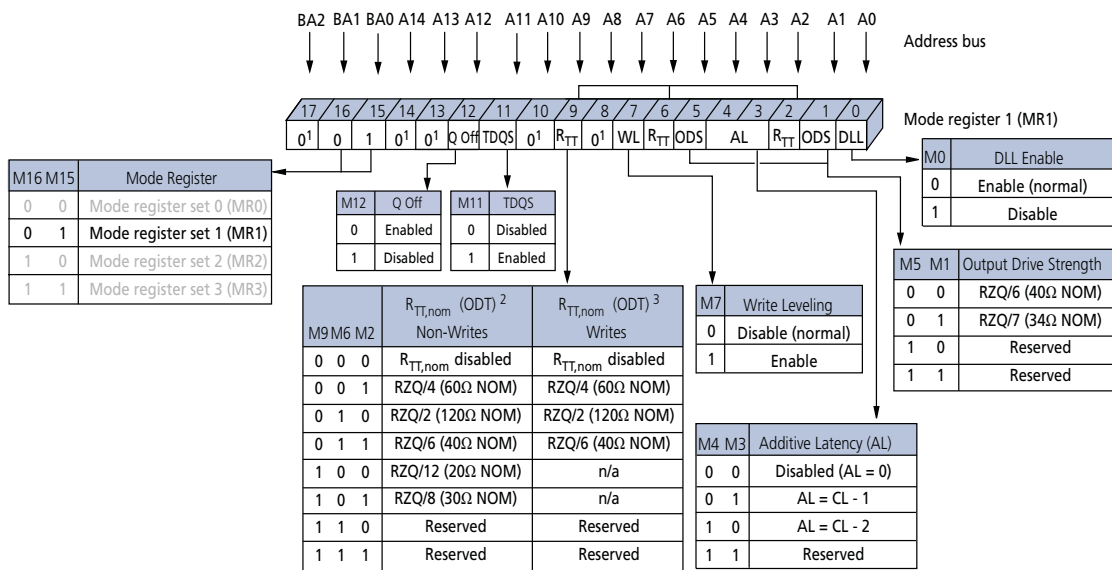 BA2 BA1 BA0 A14 A13 A12 A11 A10 A9 A8 A7 A6 A5 A4 A3 A2 A1 A0
Address bus
17 16 15 14 13 12 11 10 9 8 7 6 5 4 3 2 1 0
0¹ 0 1 0¹ 0¹ Q Off TDQS 0¹ RTT 0¹ WL RTT ODS AL RTT ODS DLL
Mode register 1 (MR1)
M16 M15 Mode Register
0 0 Mode register set 0 (MR0)
0 1 Mode register set 1 (MR1)
1 0 Mode register set 2 (MR2)
1 1 Mode register set 3 (MR3)
M12 Q Off
0 Enabled
1 Disabled
M11 TDQS
0 Disabled
1 Enabled
M0 DLL Enable
0 Enable (normal)
1 Disable
M5 M1 Output Drive Strength
0 0 RZQ/6 (40Ω NOM)
0 1 RZQ/7 (34Ω NOM)
1 0 Reserved
1 1 Reserved
RTT,nom (ODT) 2 RTT,nom (ODT) 3
M9 M6 M2 Non-Writes Writes
0 0 0 RTT,nom disabled RTT,nom disabled
0 0 1 RZQ/4 (60Ω NOM) RZQ/4 (60Ω NOM)
0 1 0 RZQ/2 (120Ω NOM) RZQ/2 (120Ω NOM)
0 1 1 RZQ/6 (40Ω NOM) RZQ/6 (40Ω NOM)
1 0 0 RZQ/12 (20Ω NOM) n/a
1 0 1 RZQ/8 (30Ω NOM) n/a
1 1 0 Reserved Reserved
1 1 1 Reserved Reserved
M7 Write Leveling
0 Disable (normal)
1 Enable
M4 M3 Additive Latency (AL)
0 0 Disabled (AL = 0)
0 1 AL = CL - 1
1 0 AL = CL - 2
1 1 Reserved